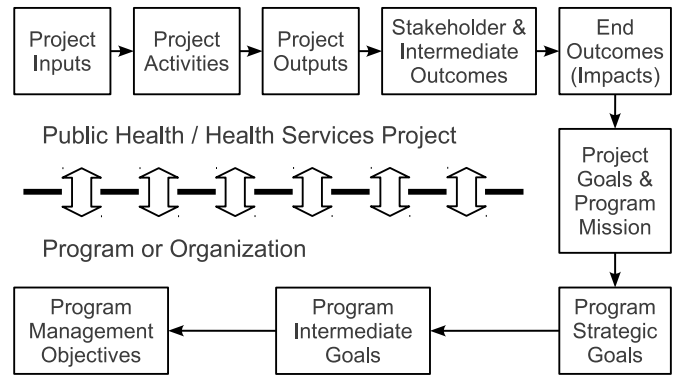 Project
Inputs
Project
Activities
Project
Outputs
Stakeholder &
Intermediate
Outcomes
End
Outcomes
(Impacts)
Public Health / Health Services Project
Project
Goals &
Program
Mission
Program or Organization
Program
Management
Objectives
Program
Intermediate
Goals
Program
Strategic
Goals